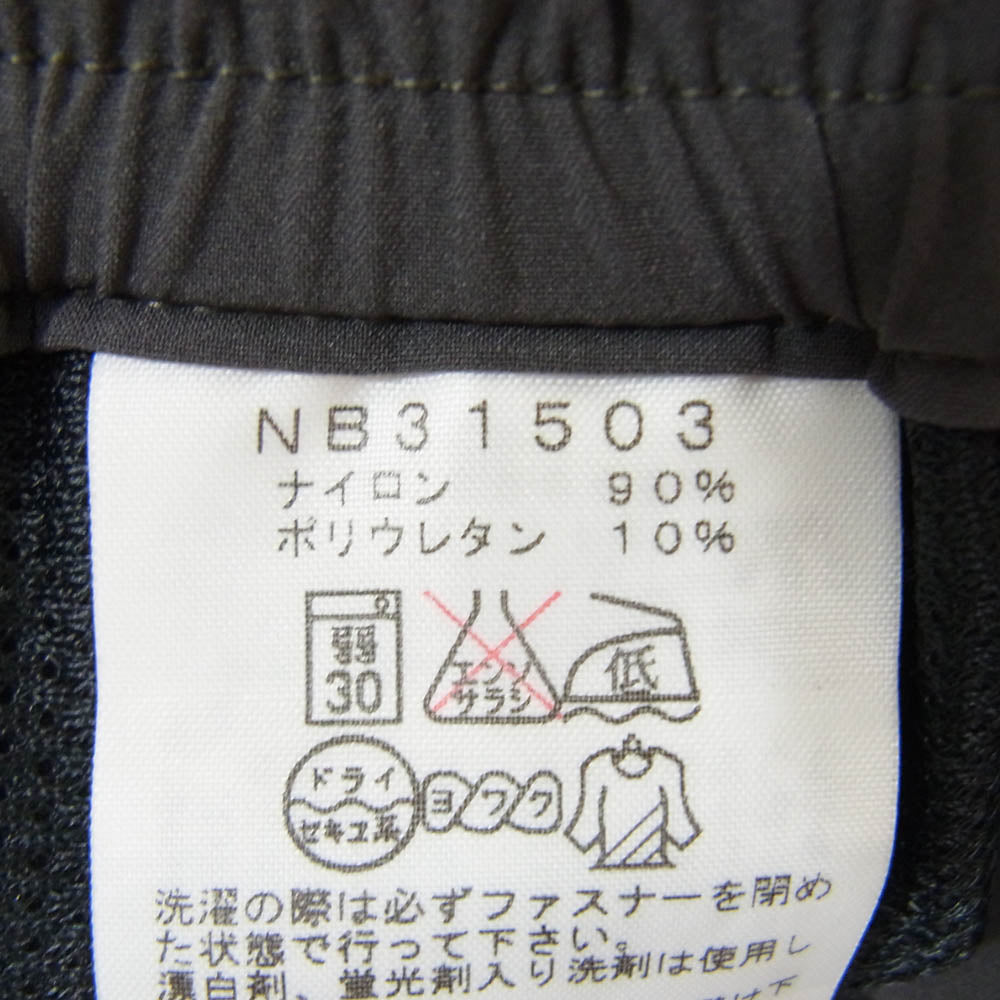 NB31503
ナイロン 90%
ポリウレタン 10%
弱
30
エンソ
サラシ
低
ドライ
セキユ系
ヨワク
洗濯の際は必ずファスナーを閉め
た状態で行って下さい。
漂白剤、蛍光剤入り洗剤は使用し
は下